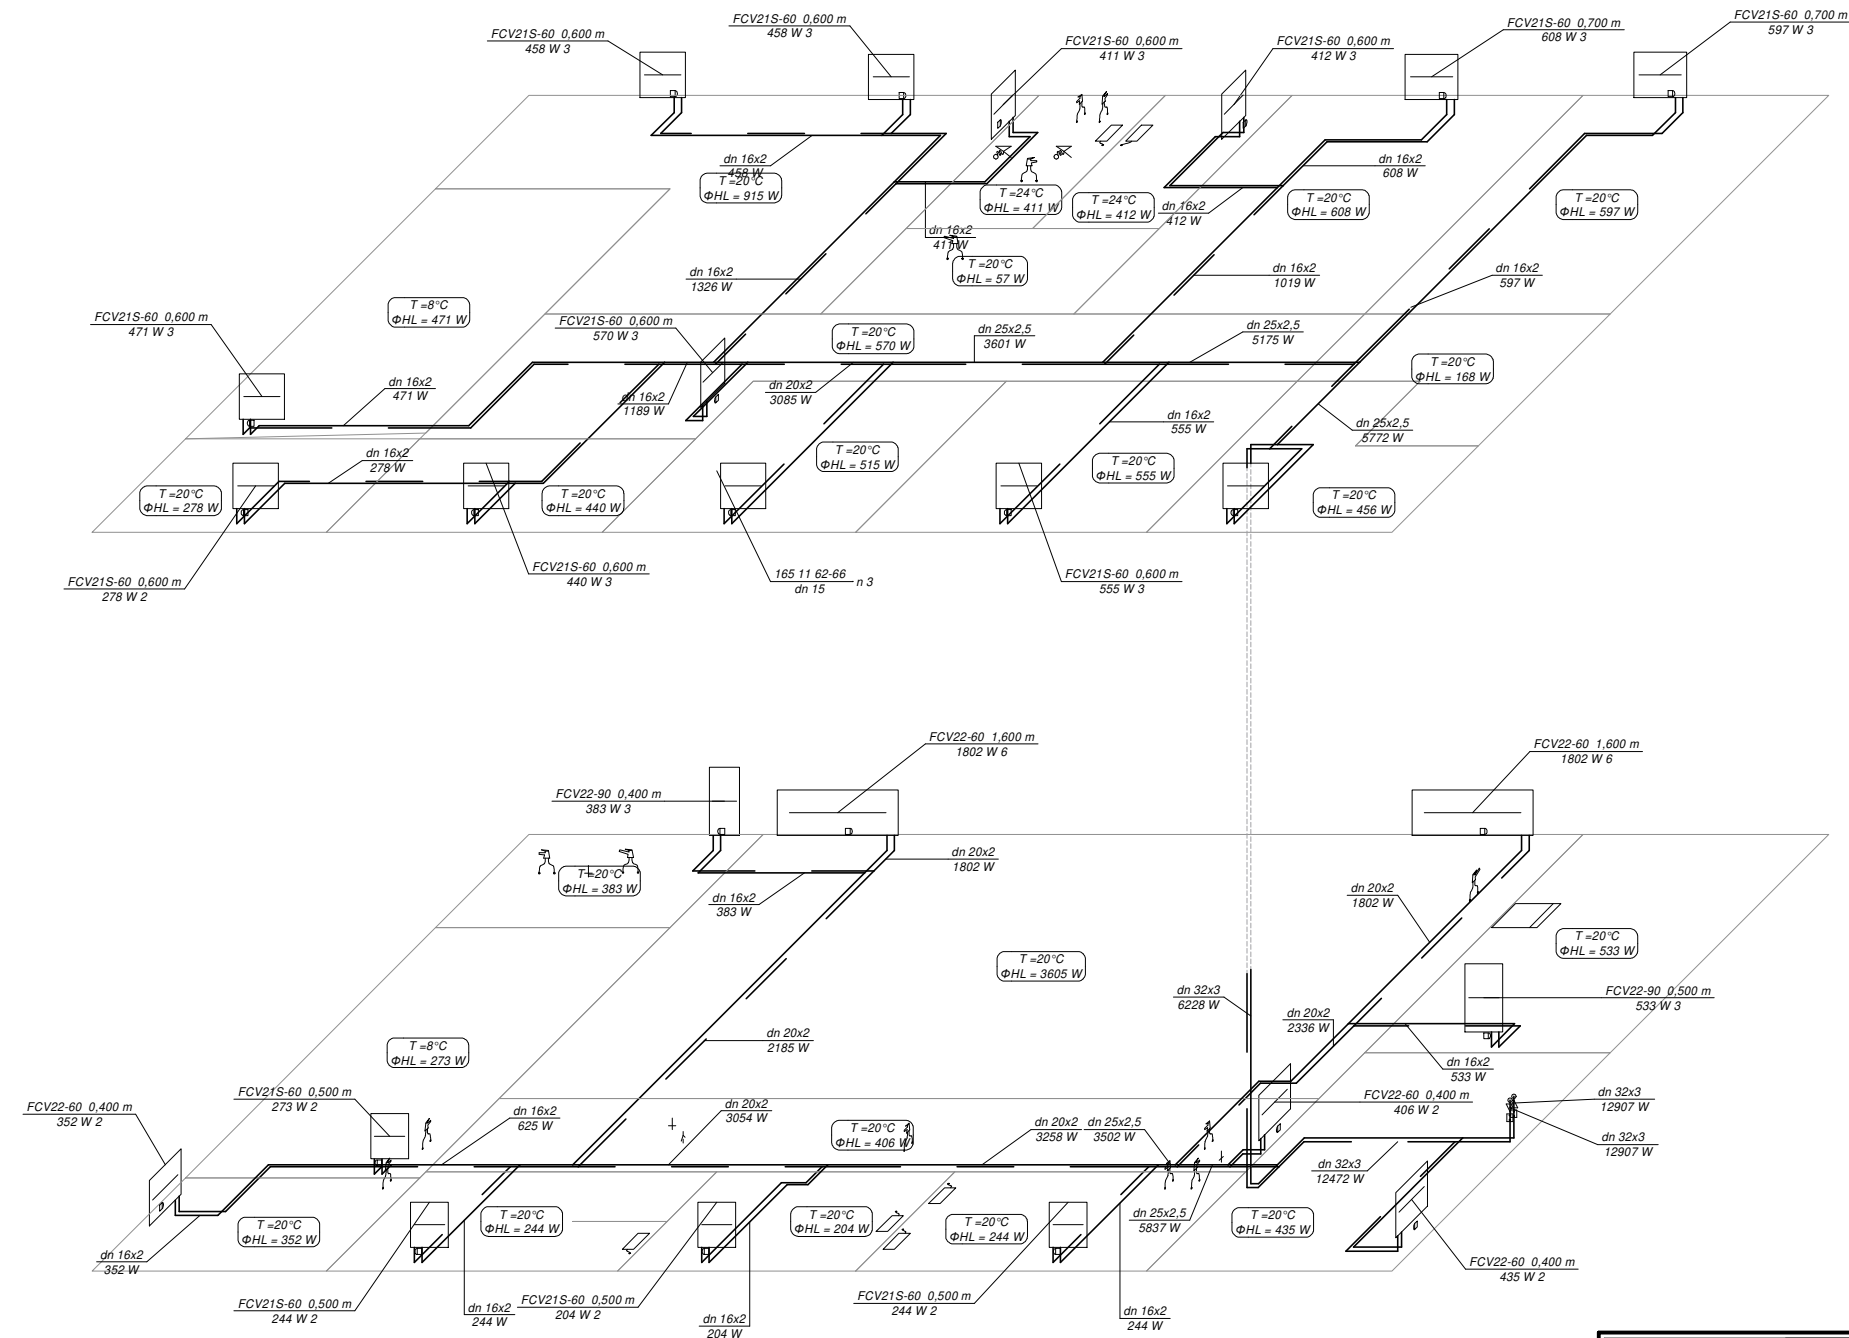 FCV21S-60 0,600 m
458 W 3
FCV21S-60 0,600 m
458 W 3
FCV21S-60 0,600 m
411 W 3
FCV21S-60 0,600 m
412 W 3
FCV21S-60 0,700 m
608 W 3
FCV21S-60 0,700 m
597 W 3
dn 16x2
458 W
T =20°C
ΦHL = 915 W
T =24°C
ΦHL = 411 W
T =24°C
ΦHL = 412 W
dn 16x2
412 W
dn 16x2
608 W
T =20°C
ΦHL = 608 W
T =20°C
ΦHL = 597 W
dn 16x2
411 W
T =20°C
ΦHL = 57 W
dn 16x2
1326 W
dn 16x2
1019 W
dn 16x2
597 W
T =8°C
ΦHL = 471 W
FCV21S-60 0,600 m
471 W 3
FCV21S-60 0,600 m
570 W 3
T =20°C
ΦHL = 570 W
dn 25x2,5
3601 W
dn 25x2,5
5175 W
T =20°C
ΦHL = 168 W
dn 16x2
471 W
dn 16x2
1189 W
dn 20x2
3085 W
dn 16x2
555 W
dn 25x2,5
5772 W
dn 16x2
278 W
T =20°C
ΦHL = 515 W
T =20°C
ΦHL = 555 W
T =20°C
ΦHL = 278 W
T =20°C
ΦHL = 440 W
T =20°C
ΦHL = 456 W
FCV21S-60 0,600 m
278 W 2
FCV21S-60 0,600 m
440 W 3
165 11 62-66 n 3
dn 15
FCV21S-60 0,600 m
555 W 3
FCV22-60 1,600 m
1802 W 6
FCV22-60 1,600 m
1802 W 6
FCV22-90 0,400 m
383 W 3
dn 20x2
1802 W
T =20°C
ΦHL = 383 W
dn 16x2
383 W
dn 20x2
1802 W
T =20°C
ΦHL = 533 W
T =20°C
ΦHL = 3605 W
dn 32x3
6228 W
dn 20x2
2336 W
FCV22-90 0,500 m
533 W 3
dn 20x2
2185 W
T =8°C
ΦHL = 273 W
dn 16x2
533 W
FCV22-60 0,400 m
352 W 2
FCV21S-60 0,500 m
273 W 2
dn 16x2
625 W
dn 20x2
3054 W
T =20°C
ΦHL = 406 W
dn 20x2
3258 W
dn 25x2,5
3502 W
FCV22-60 0,400 m
406 W 2
dn 32x3
12907 W
dn 32x3
12907 W
dn 32x3
12472 W
T =20°C
ΦHL = 352 W
T =20°C
ΦHL = 244 W
T =20°C
ΦHL = 204 W
T =20°C
ΦHL = 244 W
dn 25x2,5
5837 W
T =20°C
ΦHL = 435 W
dn 16x2
352 W
FCV22-60 0,400 m
435 W 2
FCV21S-60 0,500 m
244 W 2
dn 16x2
244 W
FCV21S-60 0,500 m
204 W 2
dn 16x2
204 W
FCV21S-60 0,500 m
244 W 2
dn 16x2
244 W